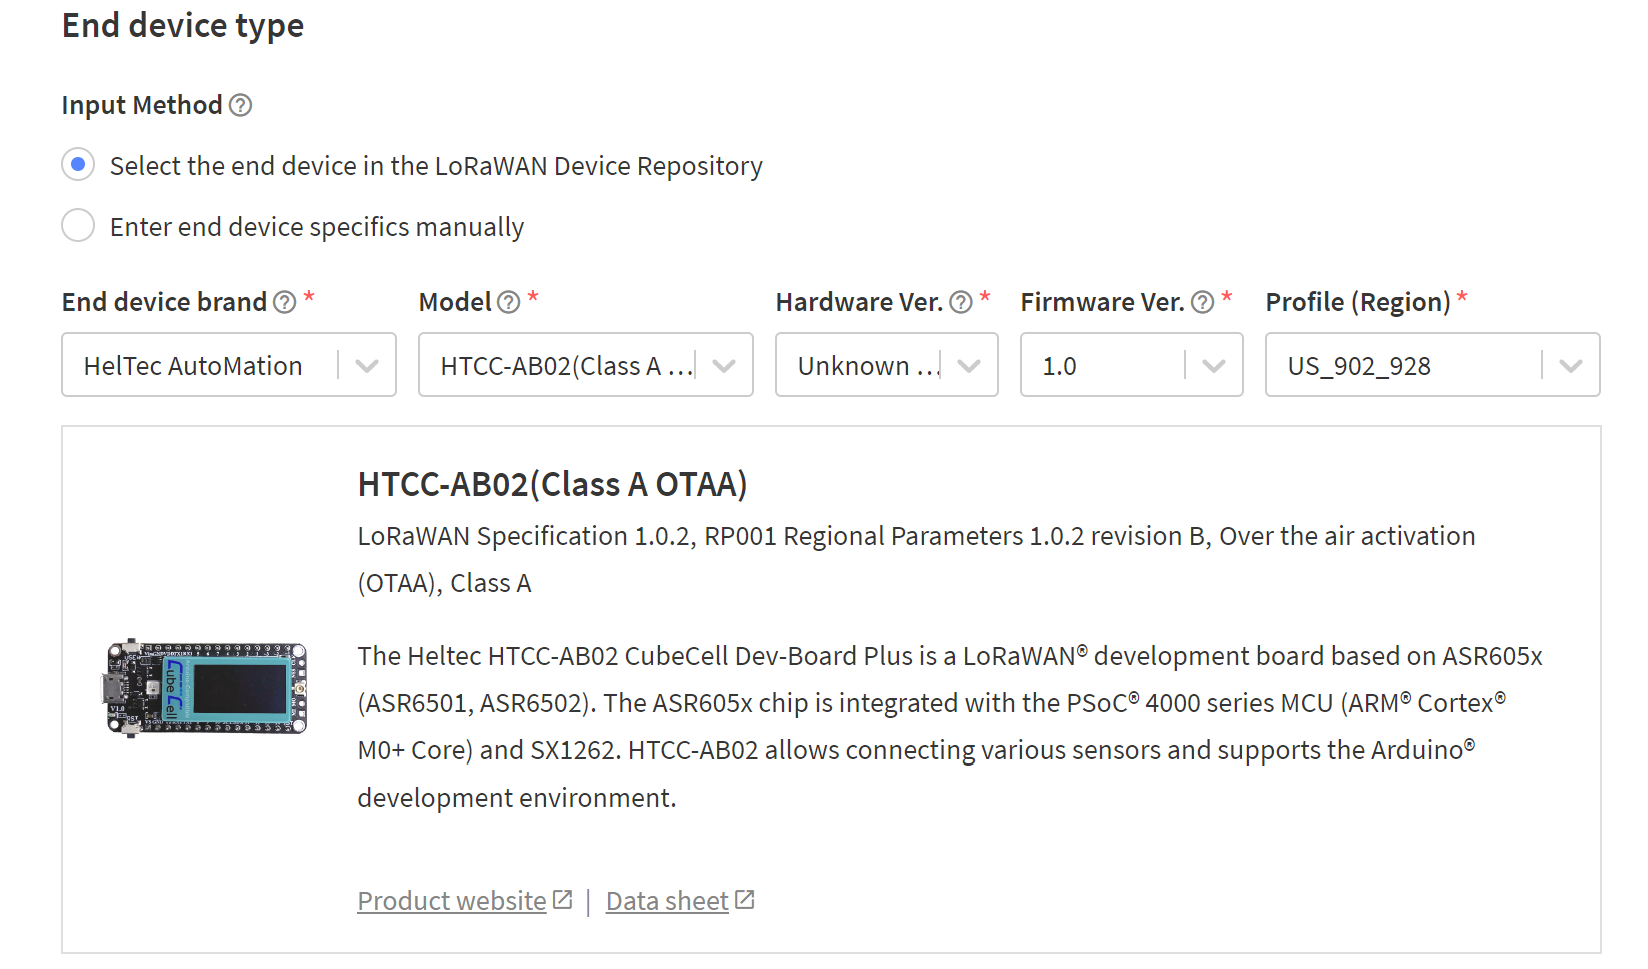 End device type
Input Method
Select the end device in the LoRaWAN Device Repository
Enter end device specifics manually
End device brand * Model * Hardware Ver. * Firmware Ver. * Profile (Region) *
HelTec AutoMation HTCC-AB02(Class A ... Unknown ... 1.0 US_902_928
HTCC-AB02(Class A OTAA)
LoRaWAN Specification 1.0.2, RP001 Regional Parameters 1.0.2 revision B, Over the air activation
(OTAA), Class A
The Heltec HTCC-AB02 CubeCell Dev-Board Plus is a LoRaWAN® development board based on ASR605x
(ASR6501, ASR6502). The ASR605x chip is integrated with the PSoC® 4000 series MCU (ARM® Cortex®
M0+ Core) and SX1262. HTCC-AB02 allows connecting various sensors and supports the Arduino®
development environment.
CubeCell
V1.0
Product website | Data sheet